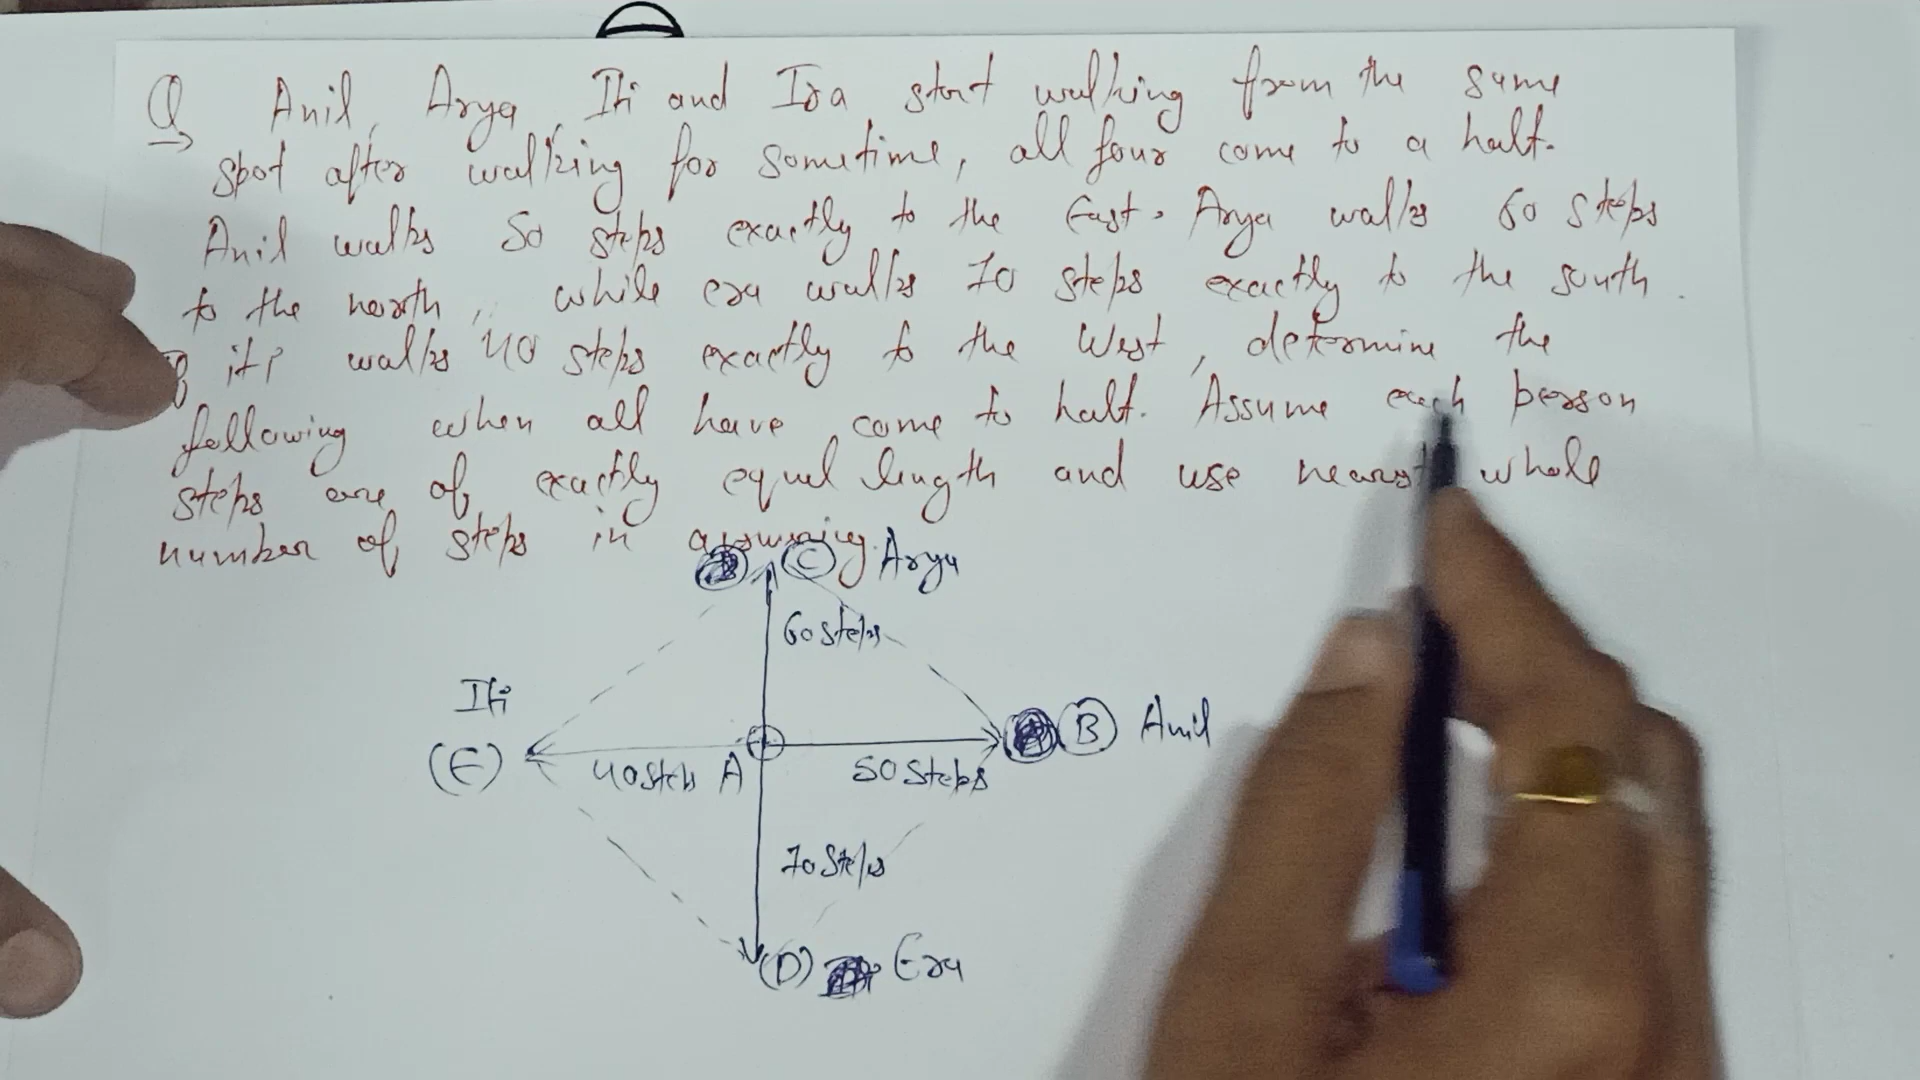 Q Anil, Arya, Iti and Ira start walking from the same
spot after walking for sometime, all four come to a halt.
Anil walks 50 steps exactly to the East. Arya walks 60 steps
to the north, while era walks 70 steps exactly to the south.
iti walks 40 steps exactly to the West, determine the
following when all have come to halt. Assume each person
steps are of exactly equal length and use nearest whole
number of steps in answering.
C Arya
60 steps
Iti
(E)
40 steps A
50 steps
B Anil
70 steps
(D) Era